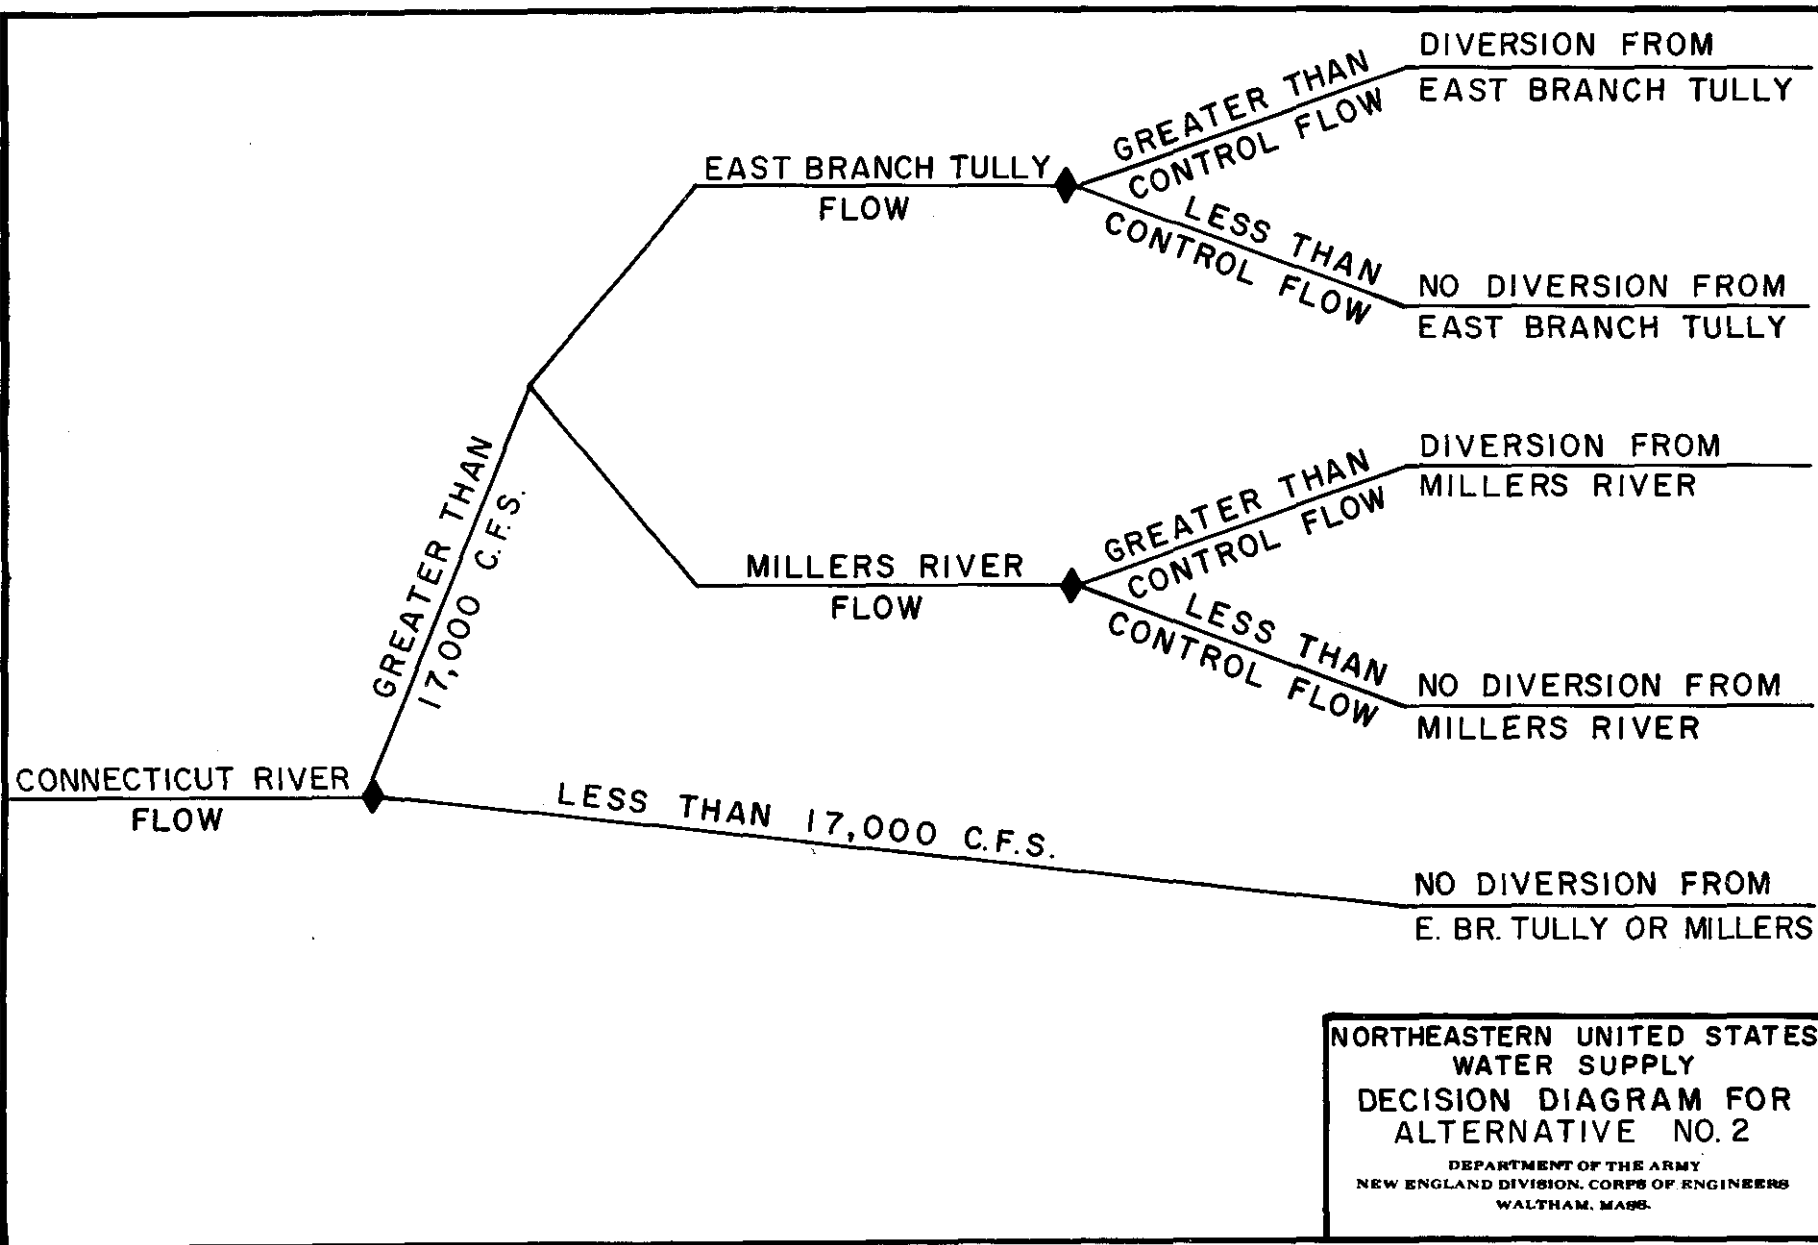 DIVERSION FROM
EAST BRANCH TULLY
GREATER THAN
CONTROL FLOW
EAST BRANCH TULLY
FLOW
LESS THAN
CONTROL FLOW
NO DIVERSION FROM
EAST BRANCH TULLY
GREATER THAN
17,000 C.F.S.
DIVERSION FROM
MILLERS RIVER
GREATER THAN
CONTROL FLOW
MILLERS RIVER
FLOW
LESS THAN
CONTROL FLOW
NO DIVERSION FROM
MILLERS RIVER
CONNECTICUT RIVER
FLOW
LESS THAN 17,000 C.F.S.
NO DIVERSION FROM
E. BR. TULLY OR MILLERS
NORTHEASTERN UNITED STATES
WATER SUPPLY
DECISION DIAGRAM FOR
ALTERNATIVE NO. 2
DEPARTMENT OF THE ARMY
NEW ENGLAND DIVISION, CORPS OF ENGINEERS
WALTHAM, MASS.